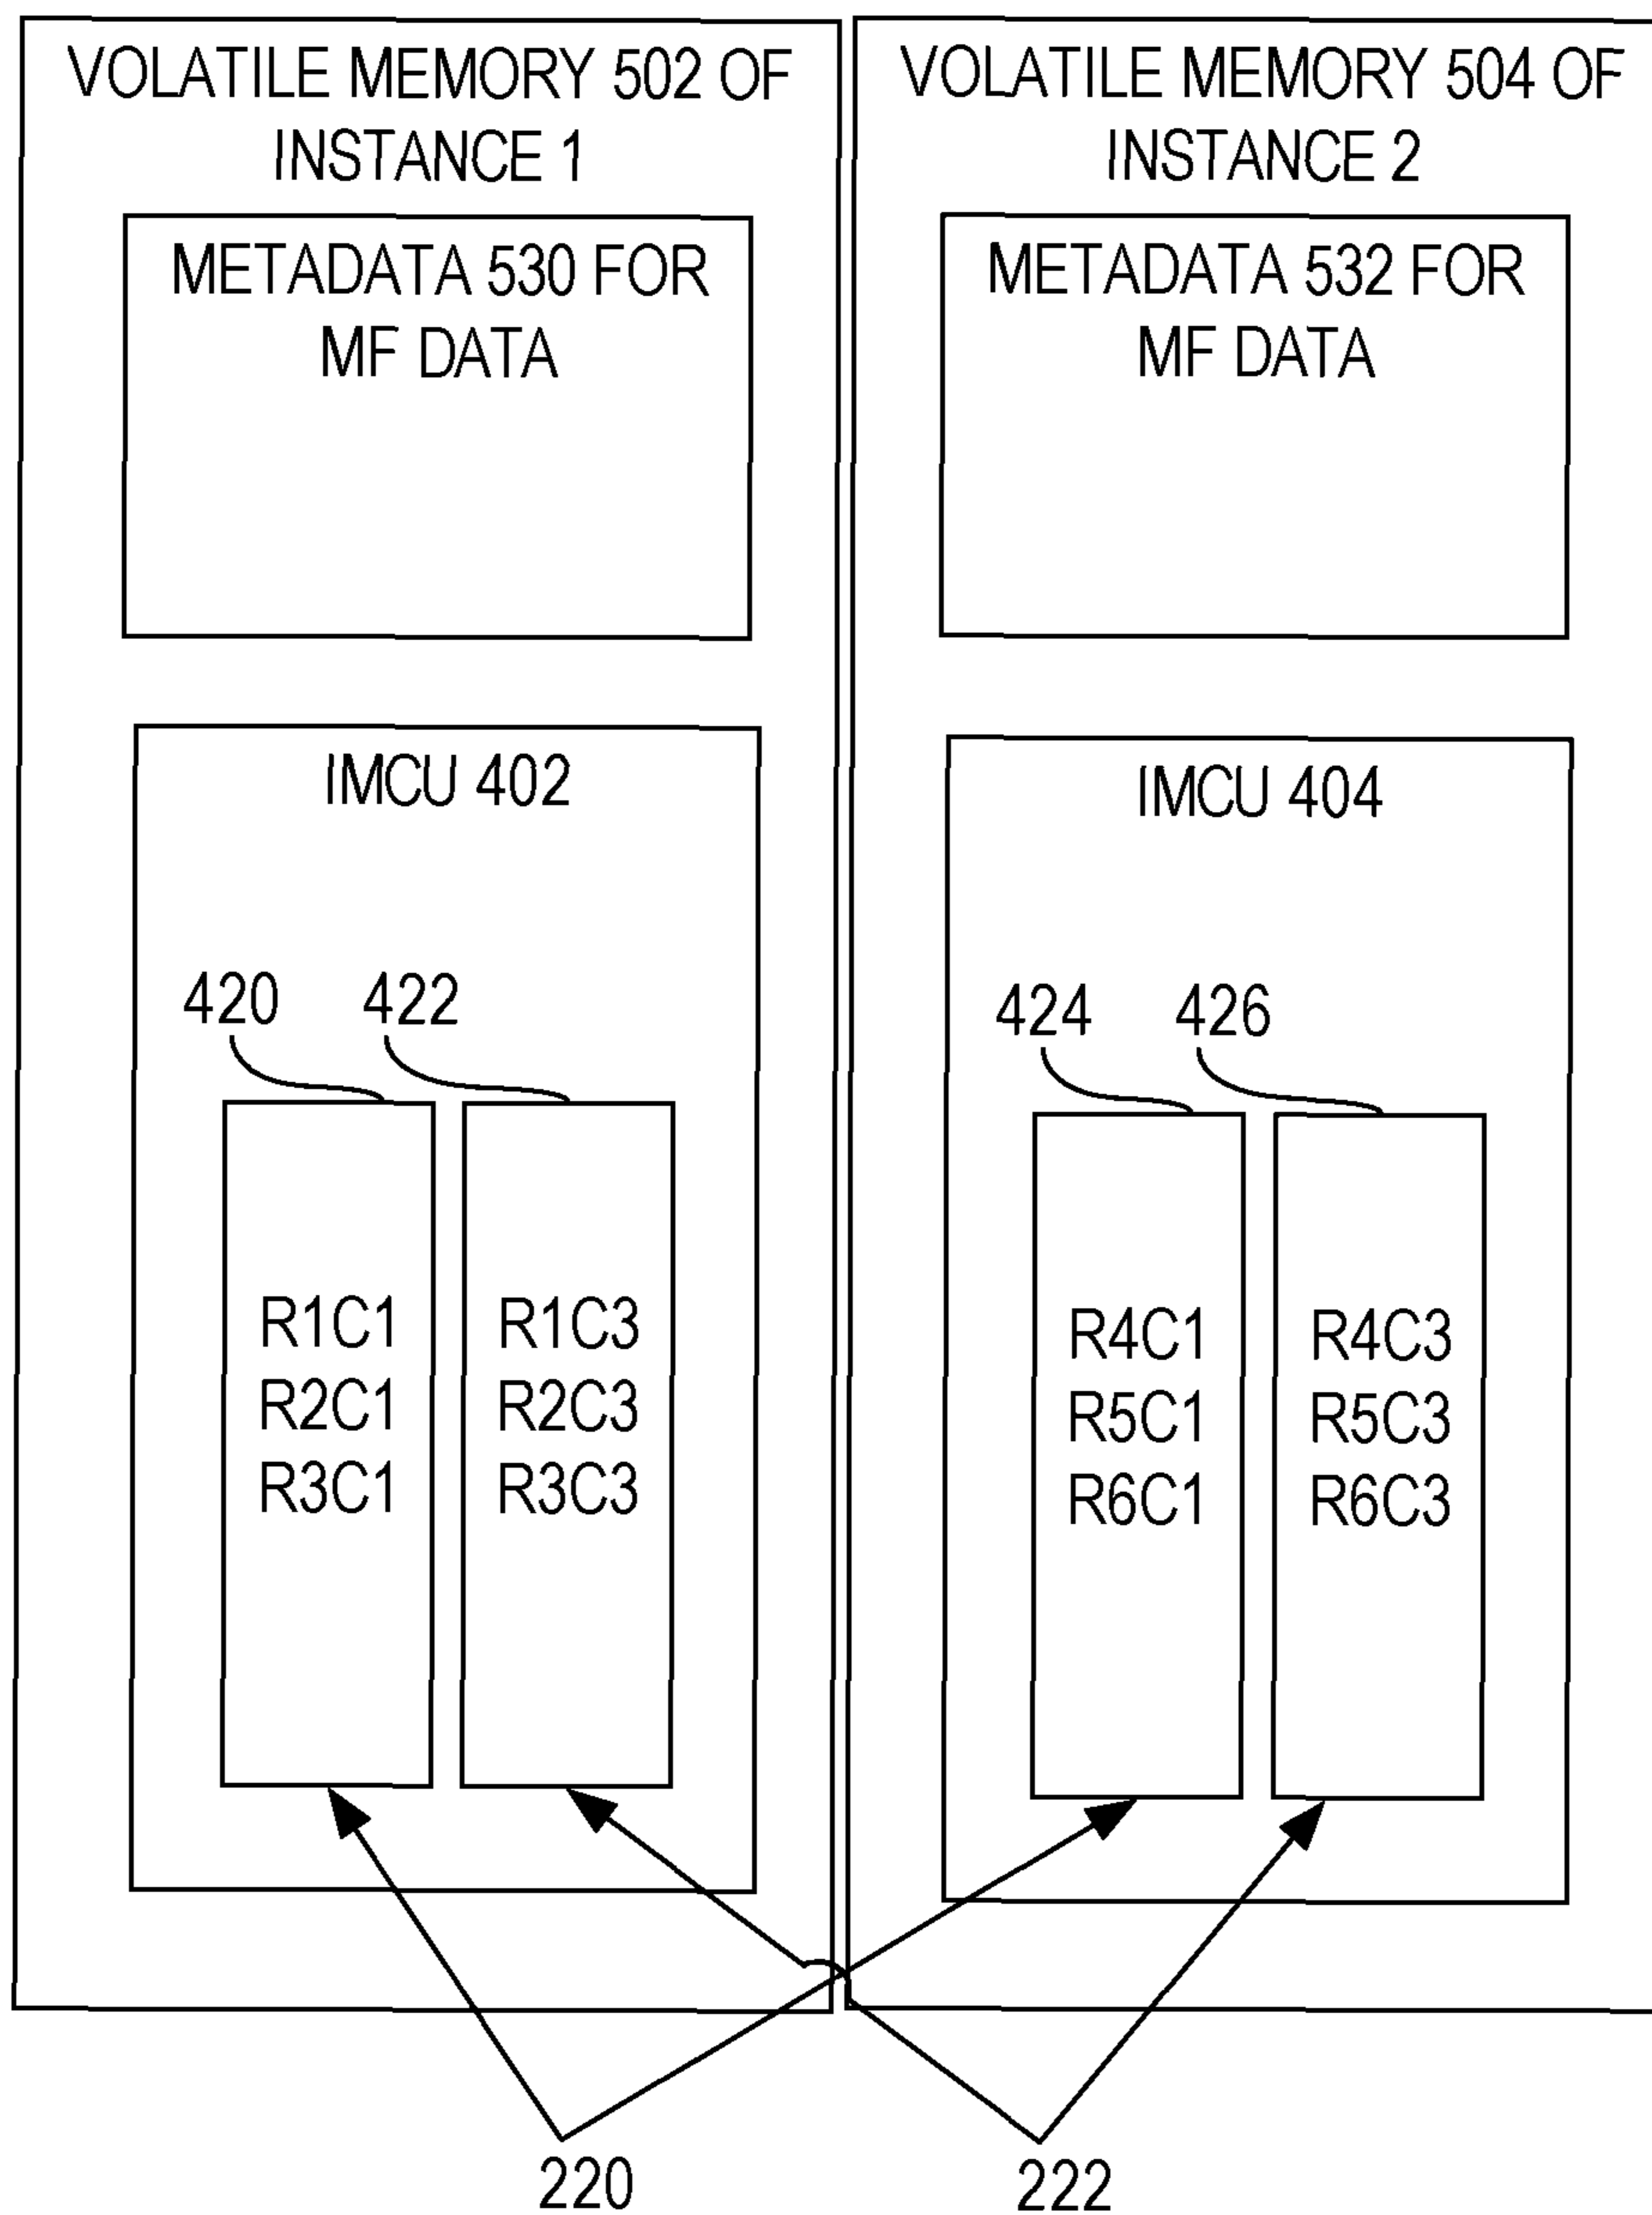 VOLATILE MEMORY 502 OF
INSTANCE 1
METADATA 530 FOR
MF DATA
IMCU 402
420
422
R1C1
R2C1
R3C1
R1C3
R2C3
R3C3
VOLATILE MEMORY 504 OF
INSTANCE 2
METADATA 532 FOR
MF DATA
IMCU 404
424
426
R4C1
R5C1
R6C1
R4C3
R5C3
R6C3
220
222